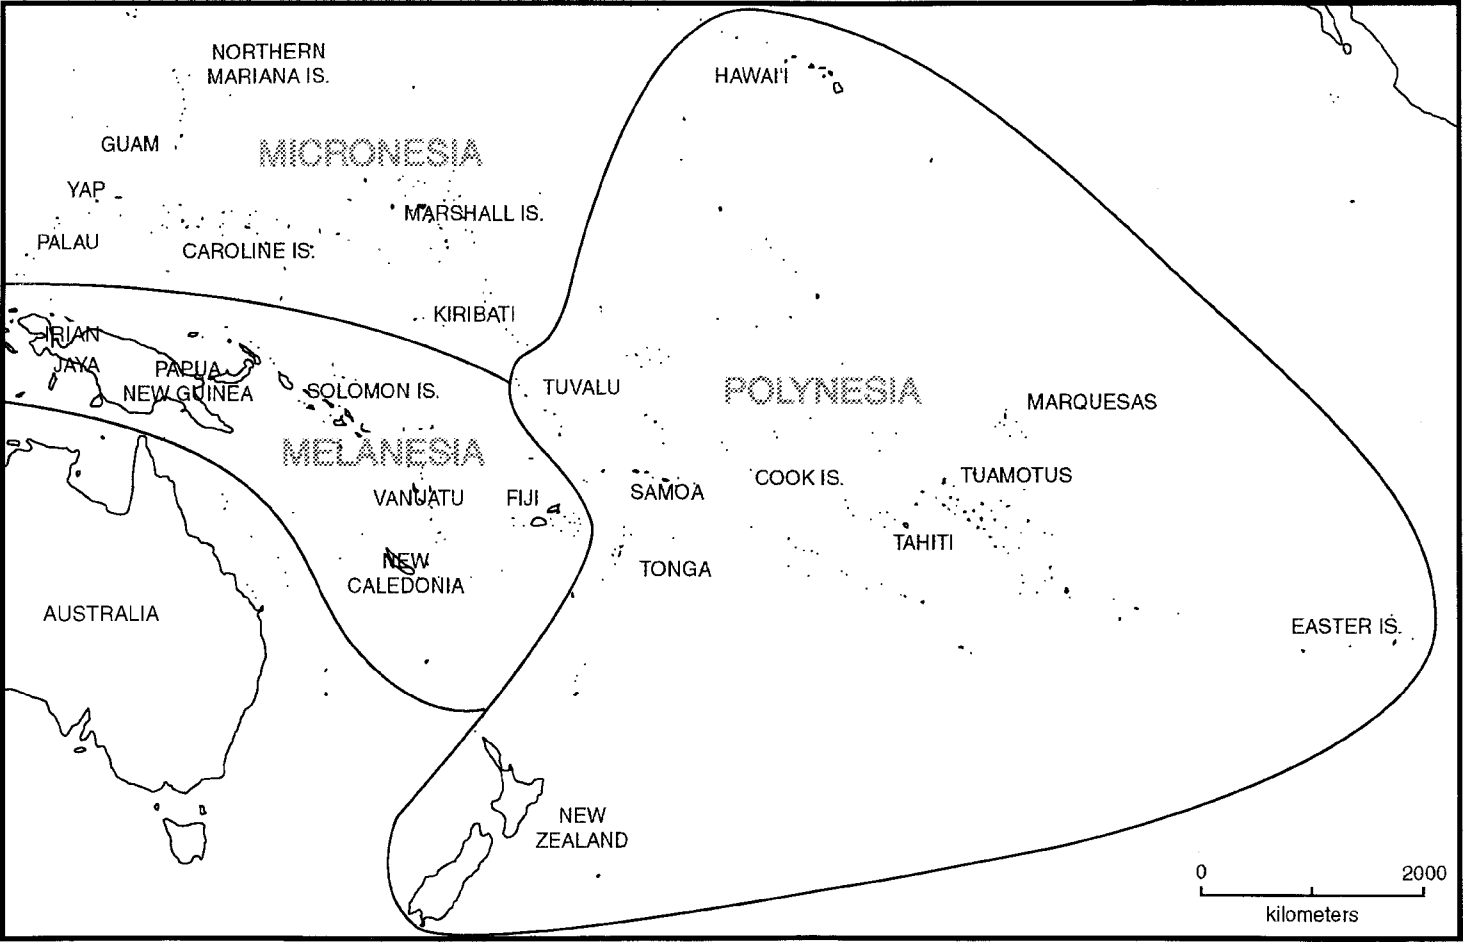 NORTHERN
MARIANA IS.
HAWAI'I
GUAM
MICRONESIA
YAP
MARSHALL IS.
PALAU
CAROLINE IS.
KIRIBATI
IRIAN
JAYA
PAPUA
NEW GUINEA
SOLOMON IS.
TUVALU
POLYNESIA
MARQUESAS
MELANESIA
VANUATU
FIJI
SAMOA
COOK IS.
TUAMOTUS
TAHITI
NEW
CALEDONIA
TONGA
AUSTRALIA
EASTER IS.
NEW
ZEALAND
0 2000
kilometers